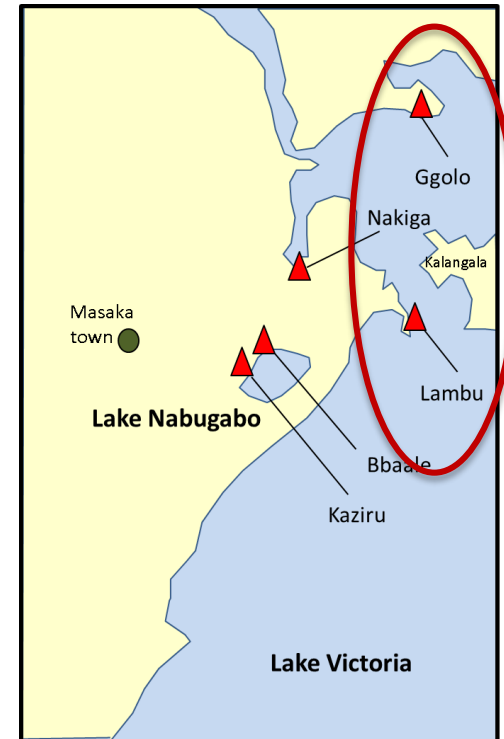 Ggolo
Nakiga
Kalangala
Masaka
town
Lambu
Lake Nabugabo
Bbaale
Kaziru
Lake Victoria